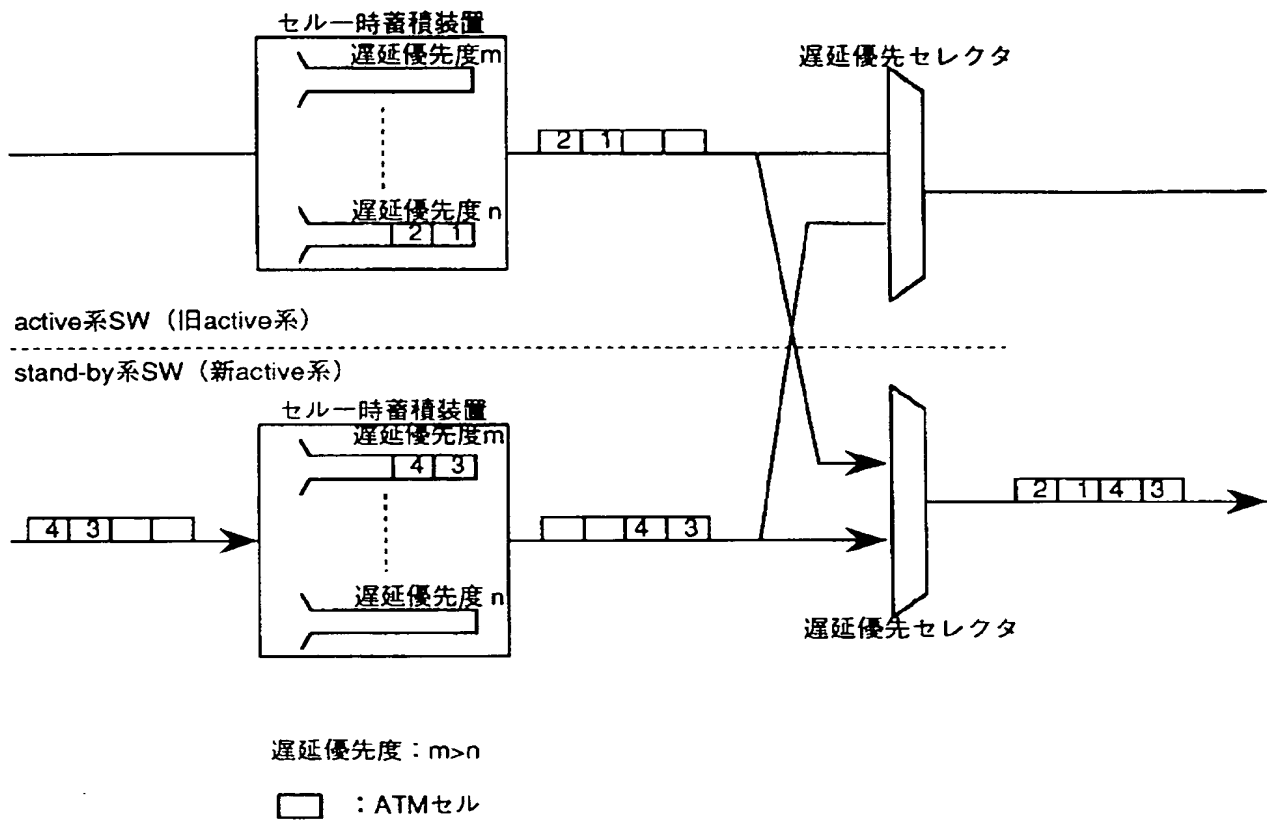 セル一時蓄積装置
遅延優先度m
遅延優先セレクタ
2 1
遅延優先度 n
2 1
active系SW（旧active系）
stand-by系SW（新active系）
セル一時蓄積装置
遅延優先度m
4 3
2 1 4 3
4 3
4 3
遅延優先度 n
遅延優先セレクタ
遅延優先度：m>n
：ATMセル